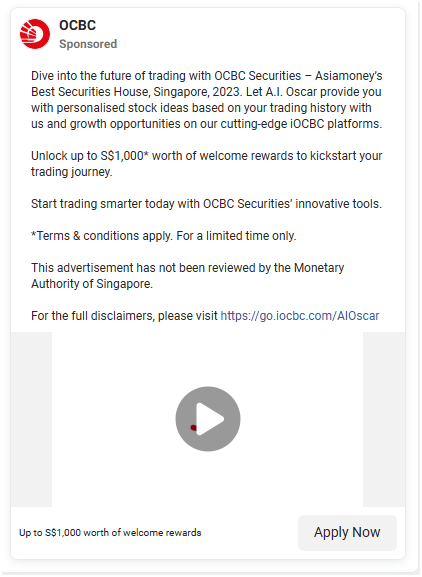 OCBC
Sponsored
Dive into the future of trading with OCBC Securities – Asiamoney's
Best Securities House, Singapore, 2023. Let A.I. Oscar provide you
with personalised stock ideas based on your trading history with
us and growth opportunities on our cutting-edge iOCBC platforms.
Unlock up to S$1,000* worth of welcome rewards to kickstart your
trading journey.
Start trading smarter today with OCBC Securities' innovative tools.
*Terms & conditions apply. For a limited time only.
This advertisement has not been reviewed by the Monetary
Authority of Singapore.
For the full disclaimers, please visit https://go.iocbc.com/AIOscar
Up to S$1,000 worth of welcome rewards
Apply Now